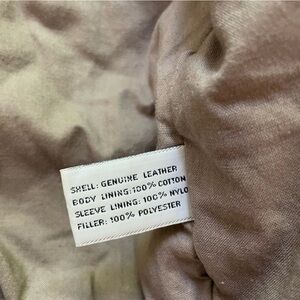 SHELL: GENUINE LEATHER
BODY LINING: 100% COTTON
SLEEVE LINING: 100% NYLO
FILLER: 100% POLYESTER